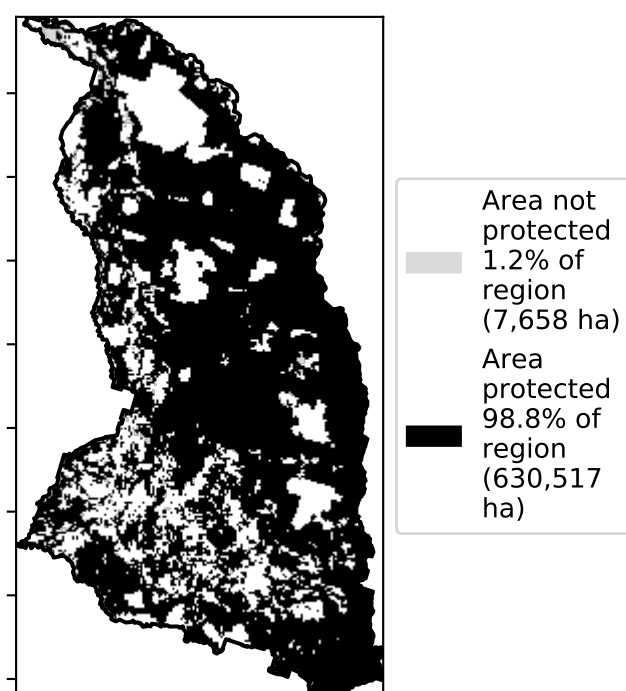 Area not
protected
1.2% of
region
(7,658 ha)
Area
protected
98.8% of
region
(630,517
ha)